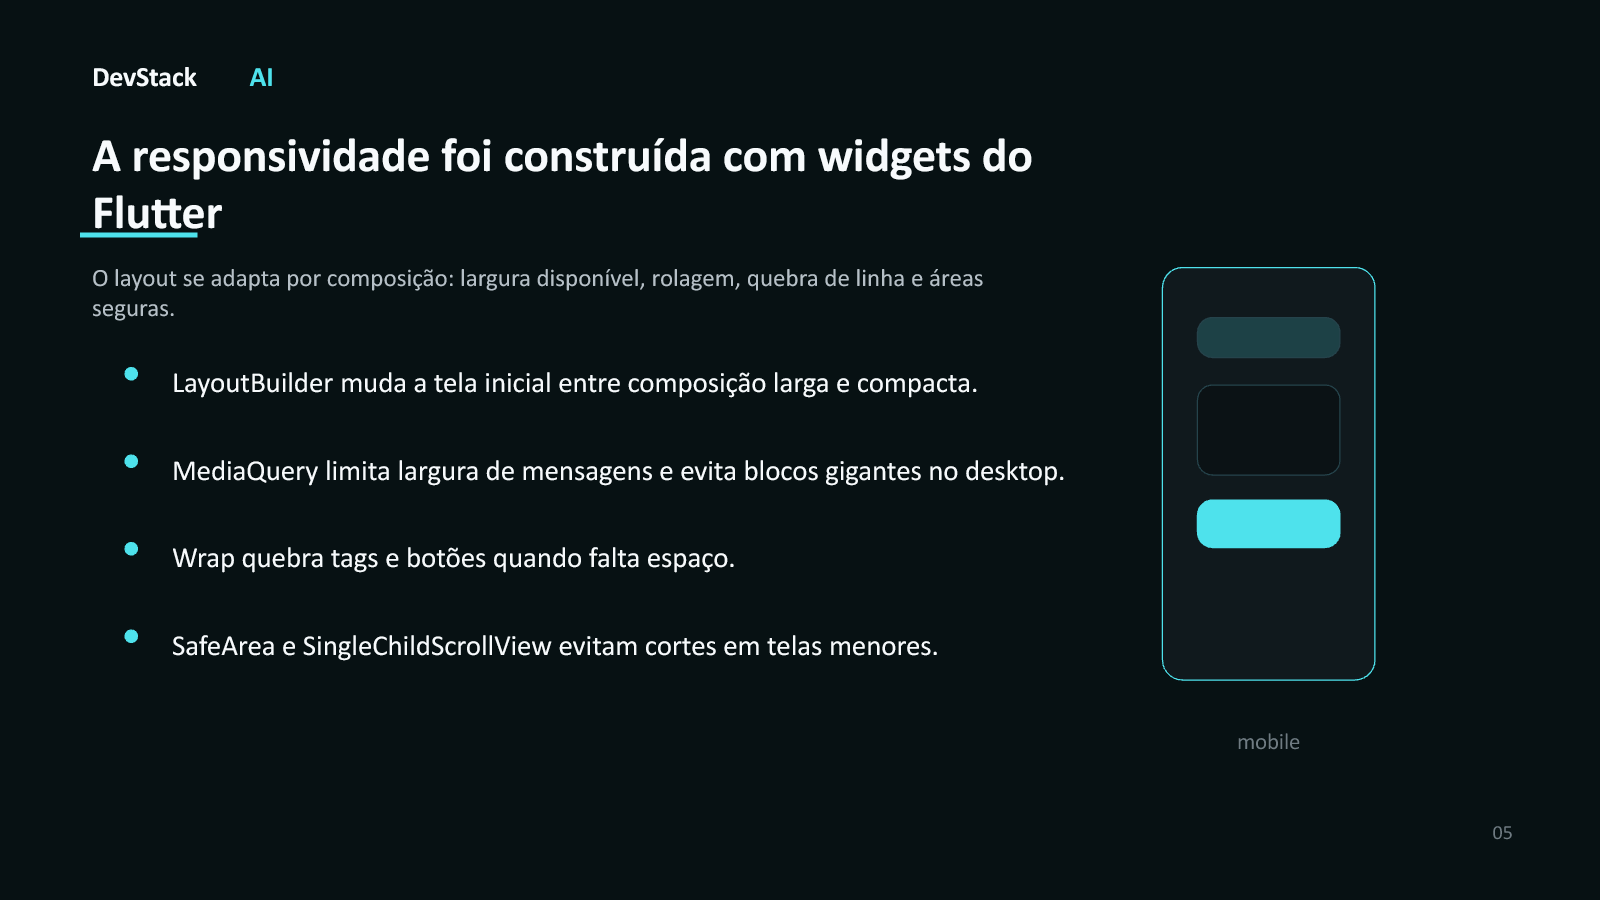 DevStack AI
A responsividade foi construída com widgets do
Flutter
O layout se adapta por composição: largura disponível, rolagem, quebra de linha e áreas
seguras.
LayoutBuilder muda a tela inicial entre composição larga e compacta.
MediaQuery limita largura de mensagens e evita blocos gigantes no desktop.
Wrap quebra tags e botões quando falta espaço.
SafeArea e SingleChildScrollView evitam cortes em telas menores.
mobile
05